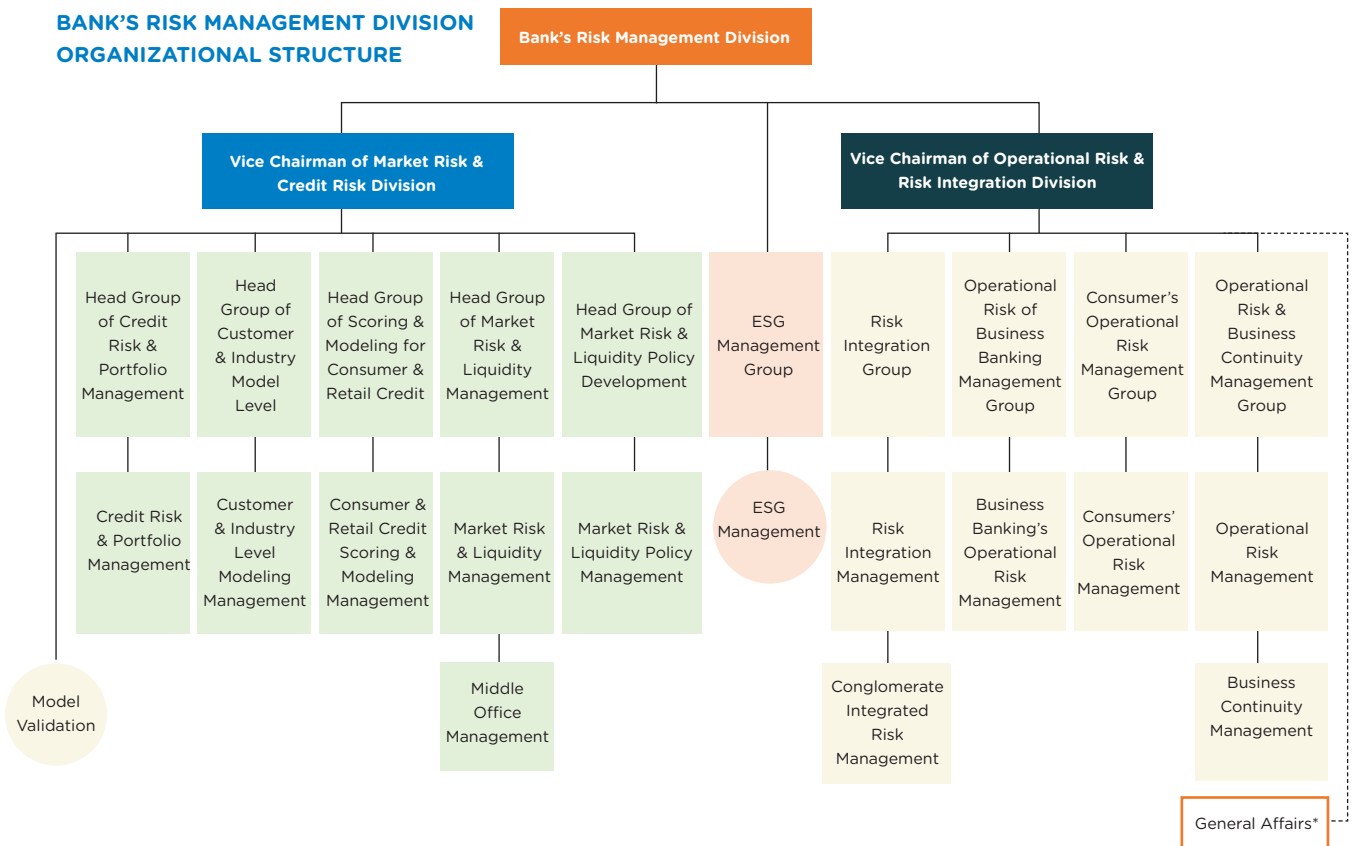 BANK'S RISK MANAGEMENT DIVISION
ORGANIZATIONAL STRUCTURE
Bank's Risk Management Division
Vice Chairman of Market Risk &
Credit Risk Division
Vice Chairman of Operational Risk &
Risk Integration Division
Head Group
of Credit
Risk &
Portfolio
Management
Head
Group of
Customer
& Industry
Model
Level
Head Group
of Scoring &
Modeling for
Consumer &
Retail Credit
Head Group
of Market
Risk &
Liquidity
Management
Head Group of
Market Risk &
Liquidity Policy
Development
ESG
Management
Group
Risk
Integration
Group
Operational
Risk of
Business
Banking
Management
Group
Consumer's
Operational
Risk
Management
Group
Operational
Risk &
Business
Continuity
Management
Group
Credit Risk
& Portfolio
Management
Customer
& Industry
Level
Modeling
Management
Consumer &
Retail Credit
Scoring &
Modeling
Management
Market Risk
& Liquidity
Management
Market Risk &
Liquidity Policy
Management
ESG
Management
Risk
Integration
Management
Business
Banking's
Operational
Risk
Management
Consumers'
Operational
Risk
Management
Operational
Risk
Management
Model
Validation
Middle
Office
Management
Conglomerate
Integrated
Risk
Management
Business
Continuity
Management
General Affairs*